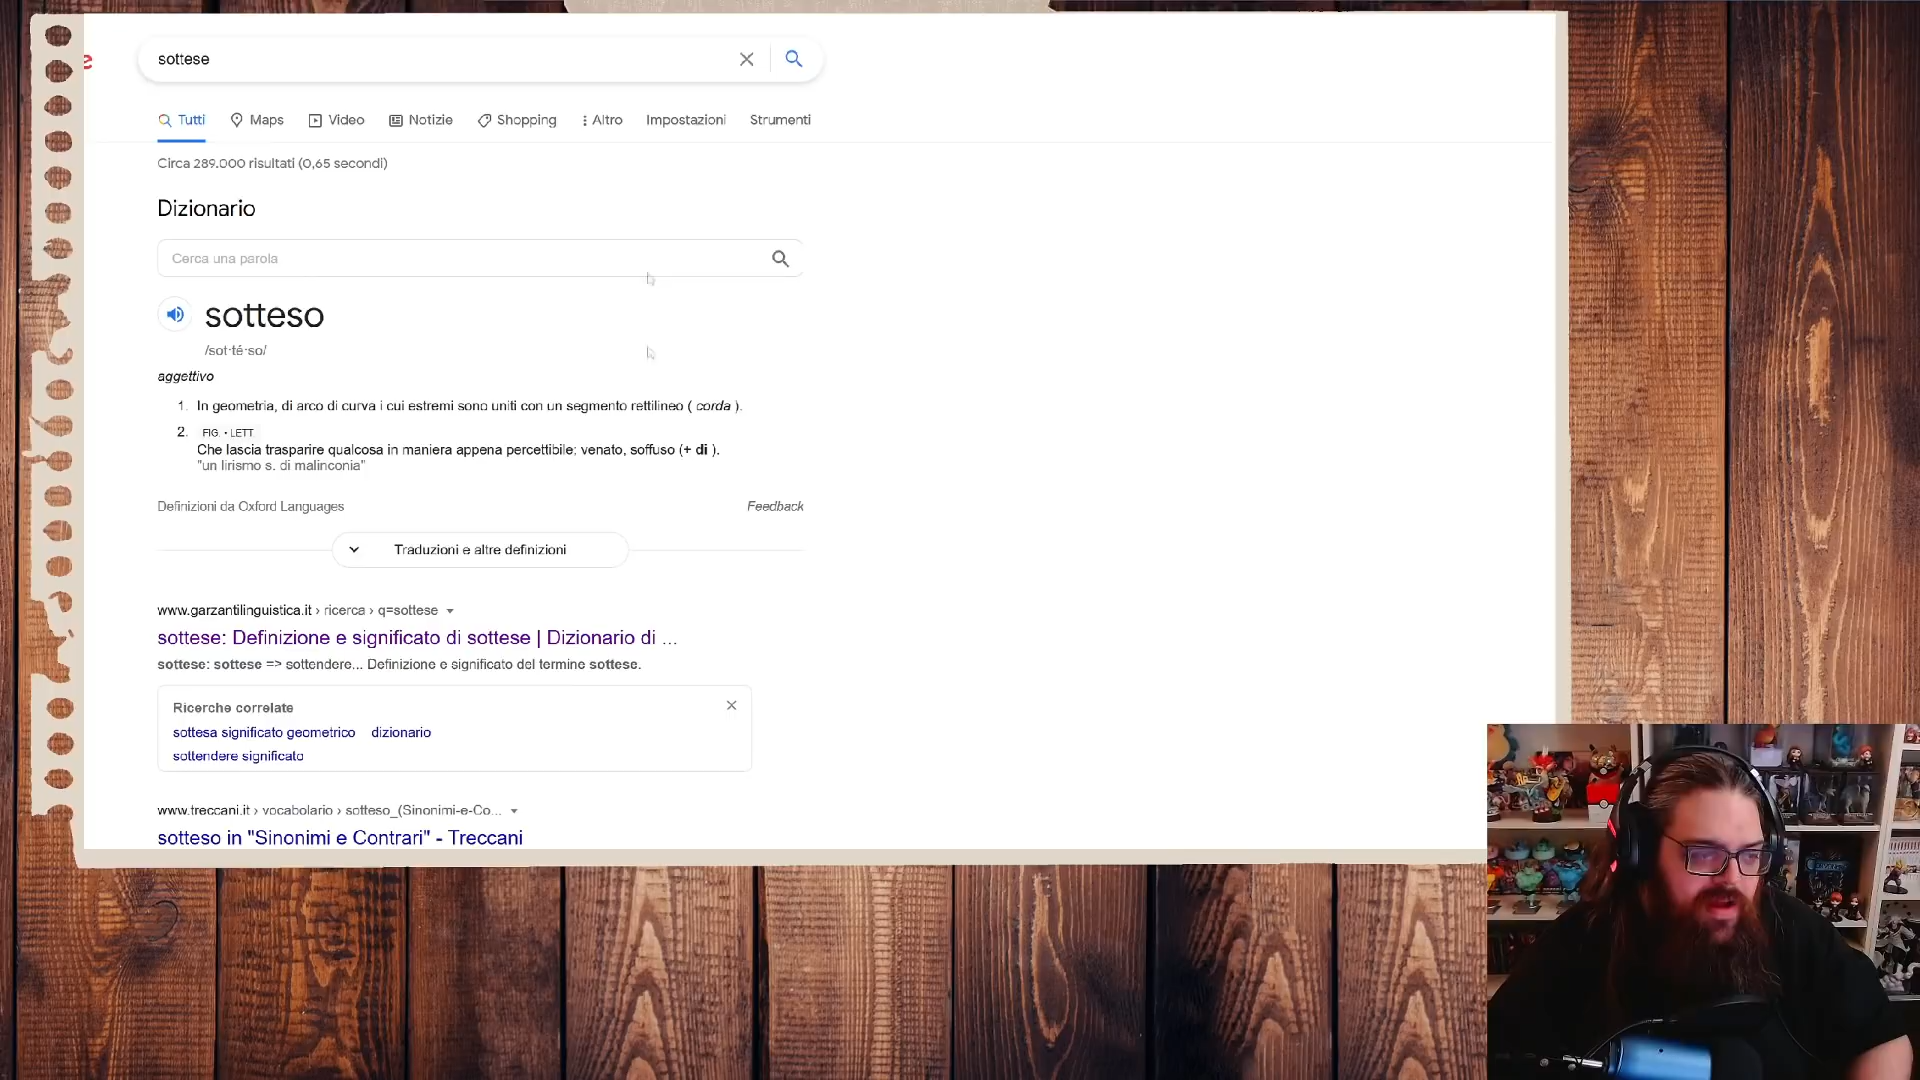 sottese
Tutti Maps Video Notizie Shopping Altro Impostazioni Strumenti
Circa 289.000 risultati (0,65 secondi)
Dizionario
Cerca una parola
sotteso
/sot·té·so/
aggettivo
1. In geometria, di arco di curva i cui estremi sono uniti con un segmento rettilineo ( corda ).
2. FIG. • LETT.
Che lascia trasparire qualcosa in maniera appena percettibile; venato, soffuso (+ di ).
"un lirismo s. di malinconia"
Definizioni da Oxford Languages Feedback
Traduzioni e altre definizioni
www.garzantilinguistica.it › ricerca › q=sottese
sottese: Definizione e significato di sottese | Dizionario di ...
sottese: sottese => sottendere... Definizione e significato del termine sottese.
Ricerche correlate
sottesa significato geometrico dizionario
sottendere significato
www.treccani.it › vocabolario › sotteso_(Sinonimi-e-Co...
sotteso in "Sinonimi e Contrari" - Treccani